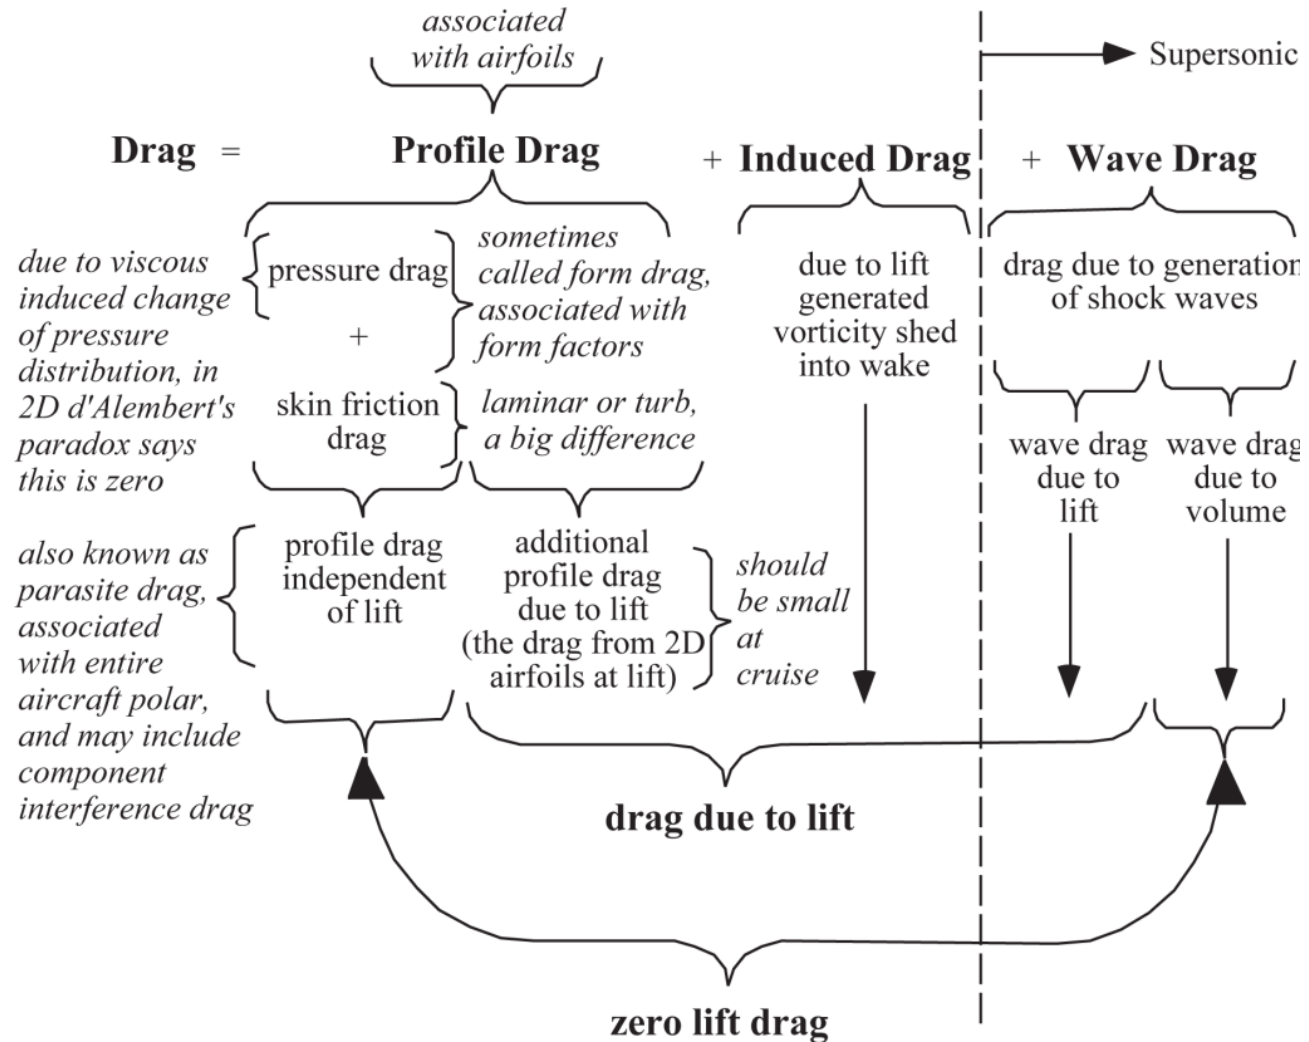 associated
with airfoils
Supersonic
Drag = Profile Drag + Induced Drag + Wave Drag
due to viscous
induced change
of pressure
distribution, in
2D d'Alembert's
paradox says
this is zero
pressure drag
+
skin friction
drag
sometimes
called form drag,
associated with
form factors
laminar or turb,
a big difference
due to lift
generated
vorticity shed
into wake
drag due to generation
of shock waves
wave drag
due to
lift
wave drag
due to
volume
also known as
parasite drag,
associated
with entire
aircraft polar,
and may include
component
interference drag
profile drag
independent
of lift
additional
profile drag
due to lift
(the drag from 2D
airfoils at lift)
should
be small
at
cruise
drag due to lift
zero lift drag